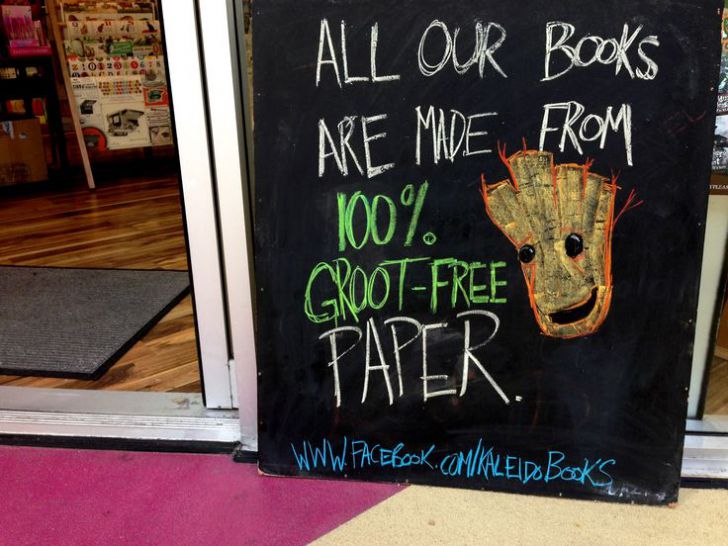 ALL OUR BOOKS
ARE MADE FROM
100%
GROOT-FREE
PAPER.
WWW.FACEBOOK.COM/KALEIDOBOOKS